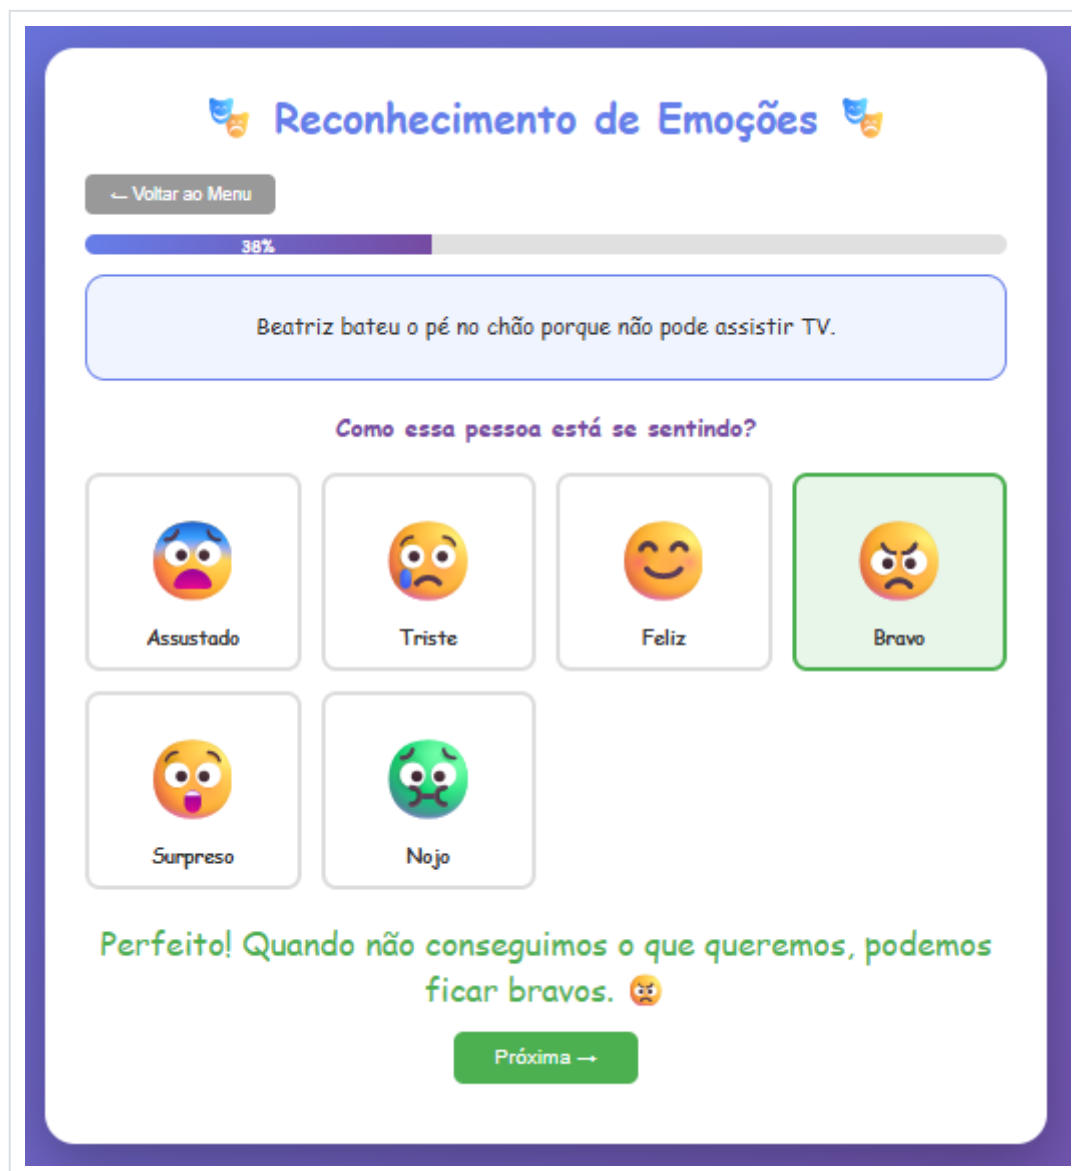 Reconhecimento de Emoções
← Voltar ao Menu
38%
Beatriz bateu o pé no chão porque não pode assistir TV.
Como essa pessoa está se sentindo?
Assustado
Triste
Feliz
Bravo
Surpreso
Nojo
Perfeito! Quando não conseguimos o que queremos, podemos
ficar bravos. 😠
Próxima →